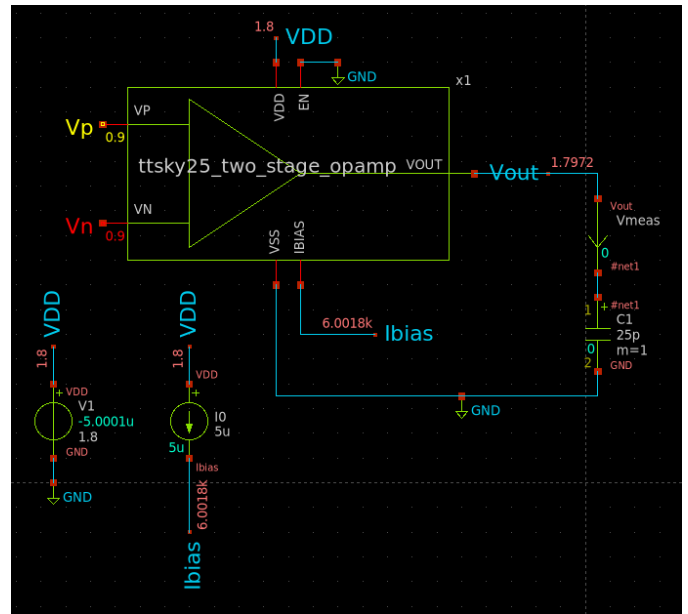 1.8
VDD
GND
x1
VDD
EN
VP
Vp
0.9
ttsky25_two_stage_opamp
VOUT
Vout
1.7972
VN
Vn
0.9
VSS
IBIAS
Vout
Vmeas
0
#net1
6.0018k
Ibias
1
+
#net1
C1
25p
0
m=1
2
GND
GND
VDD
1.8
+
VDD
V1
-5.0001u
1.8
GND
GND
VDD
1.8
VDD
+
I0
5u
5u
Ibias
6.0018k
Ibias